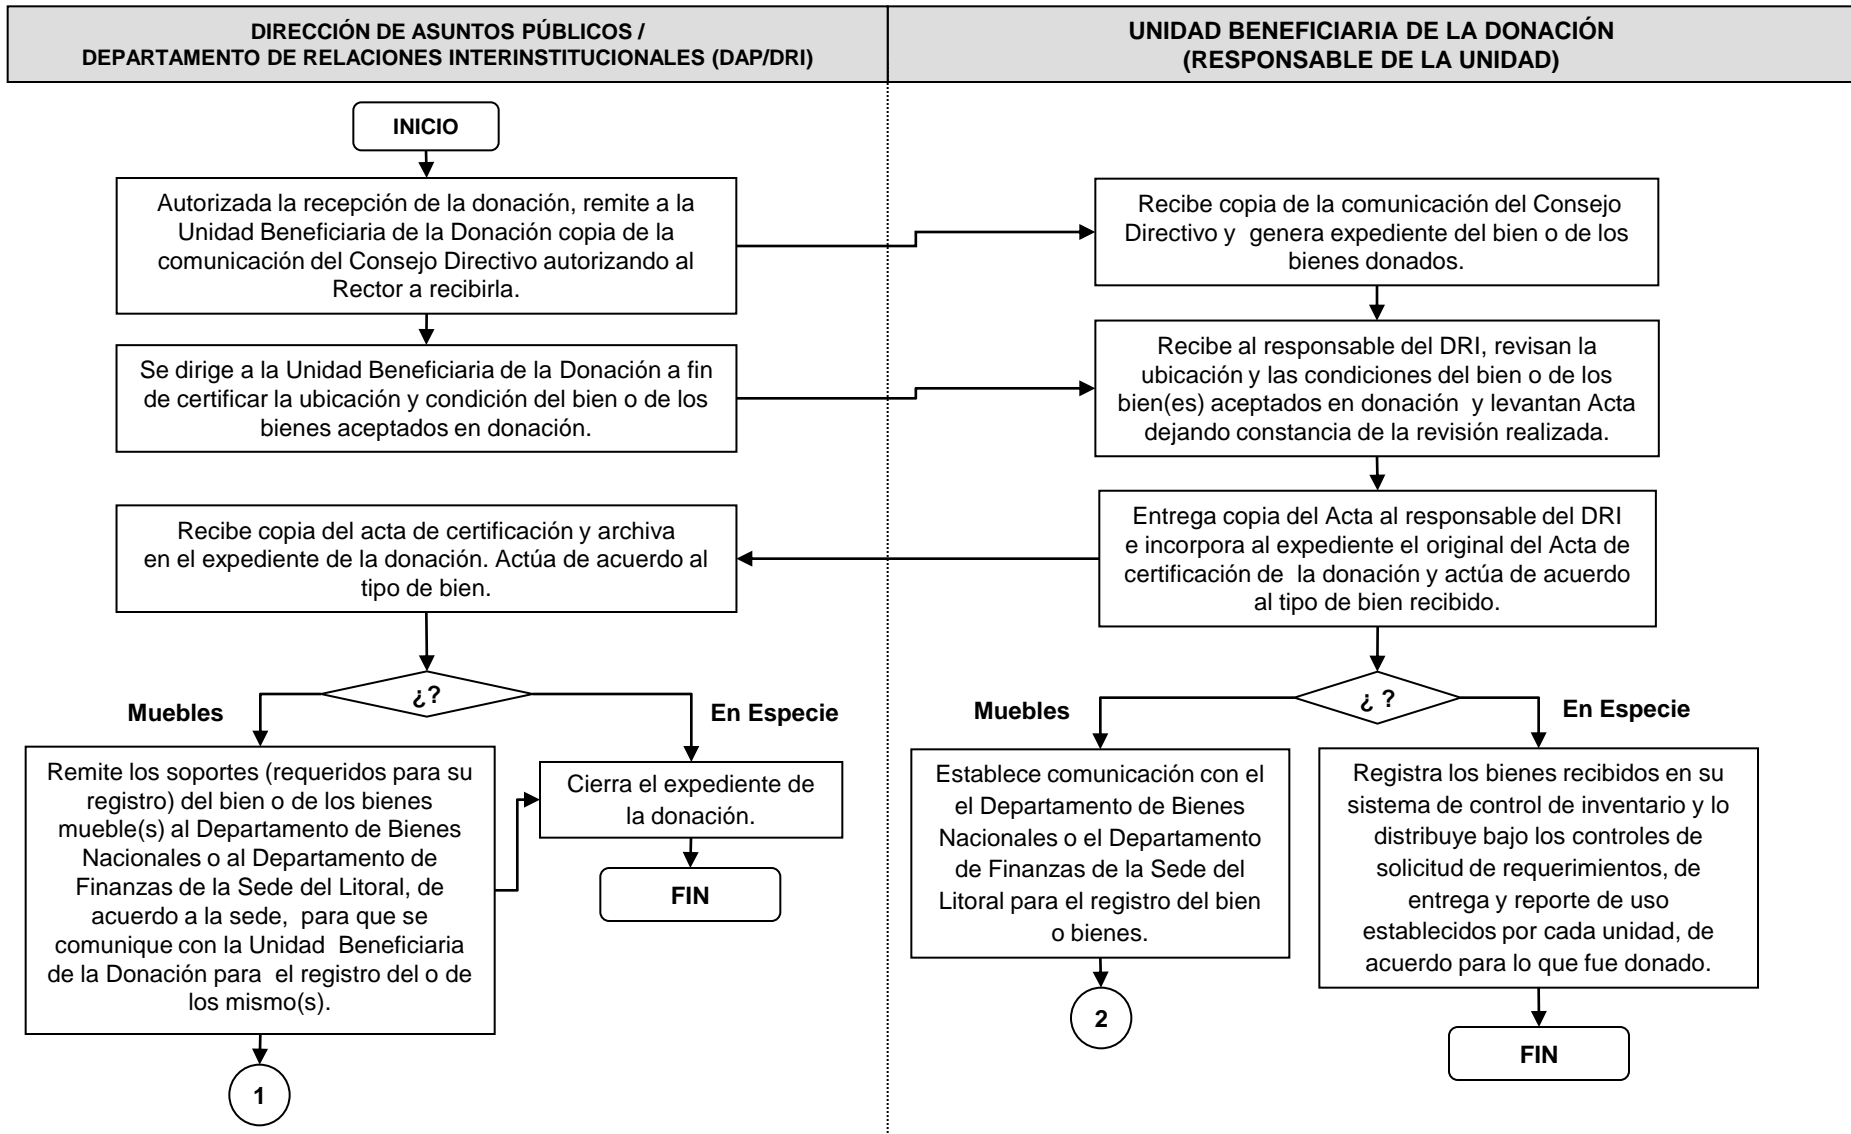 DIRECCIÓN DE ASUNTOS PÚBLICOS /
DEPARTAMENTO DE RELACIONES INTERINSTITUCIONALES (DAP/DRI)
UNIDAD BENEFICIARIA DE LA DONACIÓN
(RESPONSABLE DE LA UNIDAD)
INICIO
Autorizada la recepción de la donación, remite a la
Unidad Beneficiaria de la Donación copia de la
comunicación del Consejo Directivo autorizando al
Rector a recibirla.
Recibe copia de la comunicación del Consejo
Directivo y genera expediente del bien o de los
bienes donados.
Se dirige a la Unidad Beneficiaria de la Donación a fin
de certificar la ubicación y condición del bien o de los
bienes aceptados en donación.
Recibe al responsable del DRI, revisan la
ubicación y las condiciones del bien o de los
bien(es) aceptados en donación y levantan Acta
dejando constancia de la revisión realizada.
Recibe copia del acta de certificación y archiva
en el expediente de la donación. Actúa de acuerdo al
tipo de bien.
Entrega copia del Acta al responsable del DRI
e incorpora al expediente el original del Acta de
certificación de la donación y actúa de acuerdo
al tipo de bien recibido.
¿?
Muebles
En Especie
Remite los soportes (requeridos para su
registro) del bien o de los bienes
mueble(s) al Departamento de Bienes
Nacionales o al Departamento de
Finanzas de la Sede del Litoral, de
acuerdo a la sede, para que se
comunique con la Unidad Beneficiaria
de la Donación para el registro del o de
los mismo(s).
Cierra el expediente de
la donación.
FIN
1
¿ ?
Muebles
En Especie
Establece comunicación con el
el Departamento de Bienes
Nacionales o el Departamento
de Finanzas de la Sede del
Litoral para el registro del bien
o bienes.
2
Registra los bienes recibidos en su
sistema de control de inventario y lo
distribuye bajo los controles de
solicitud de requerimientos, de
entrega y reporte de uso
establecidos por cada unidad, de
acuerdo para lo que fue donado.
FIN